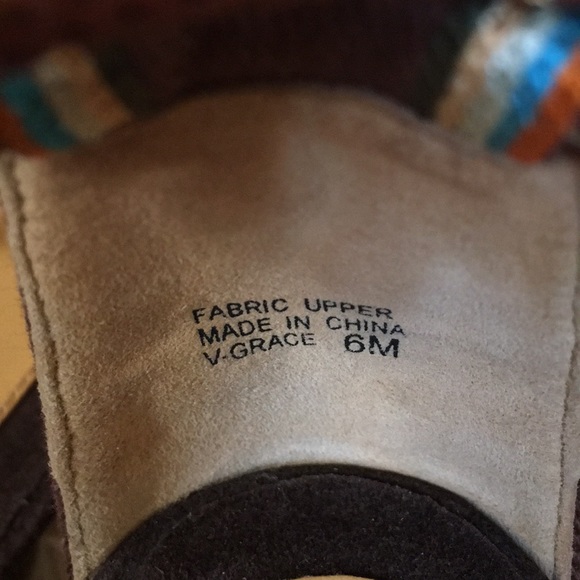 FABRIC UPPER
MADE IN CHINA
V-GRACE 6M